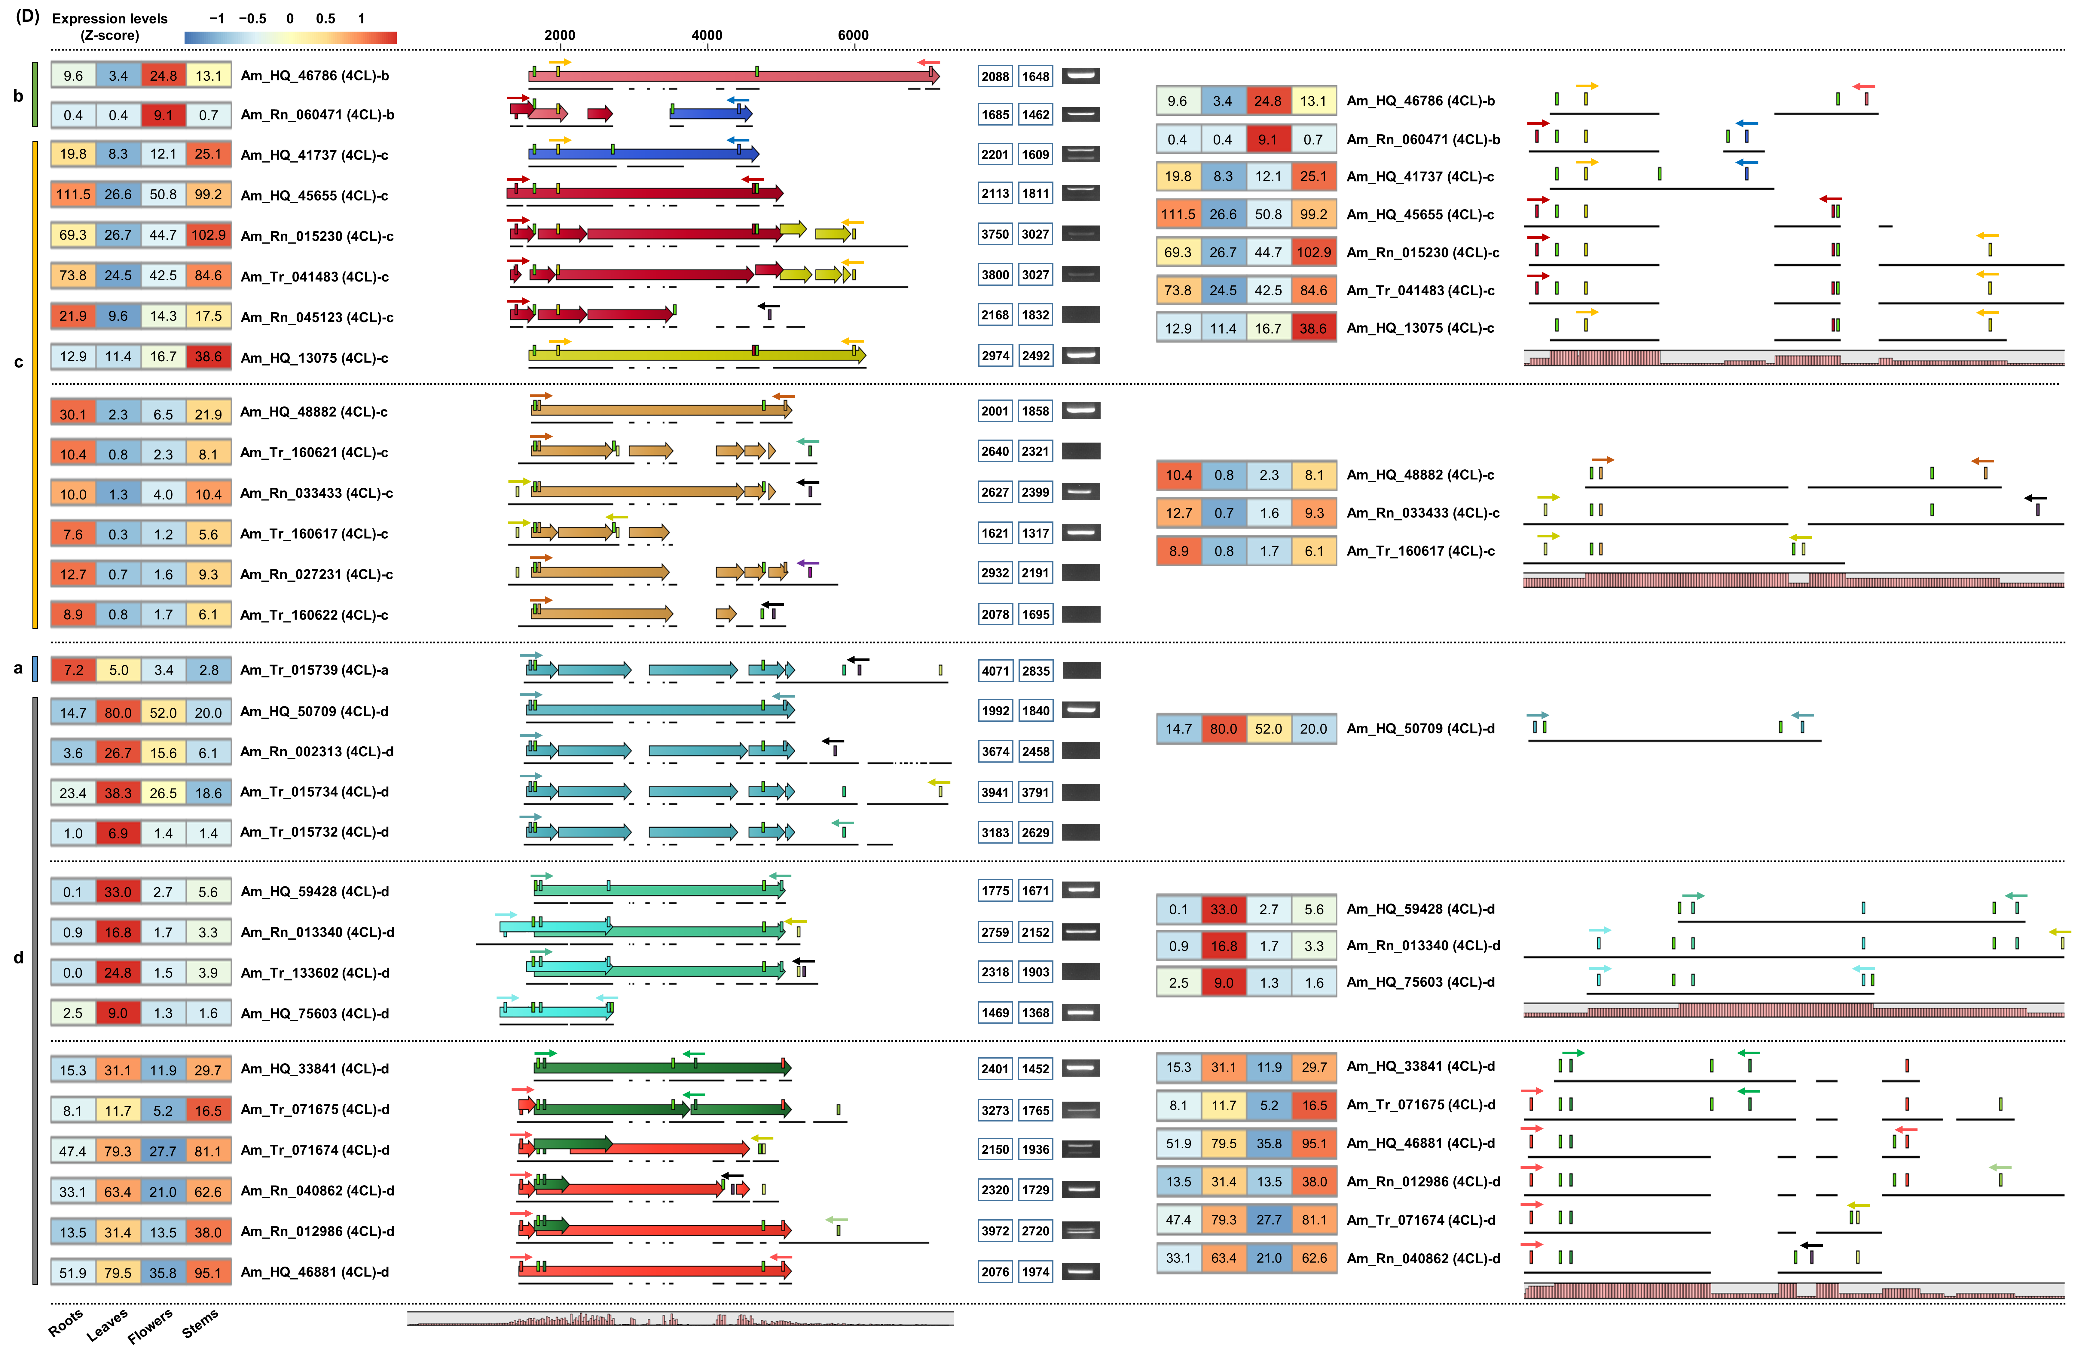 (D) Expression levels −1 −0.5 0 0.5 1
(Z-score)
2000 4000 6000
b
9.6 3.4 24.8 13.1 Am_HQ_46786 (4CL)-b 2088 1648
0.4 0.4 9.1 0.7 Am_Rn_060471 (4CL)-b 1685 1462
c
19.8 8.3 12.1 25.1 Am_HQ_41737 (4CL)-c 2201 1609
111.5 26.6 50.8 99.2 Am_HQ_45655 (4CL)-c 2113 1811
69.3 26.7 44.7 102.9 Am_Rn_015230 (4CL)-c 3750 3027
73.8 24.5 42.5 84.6 Am_Tr_041483 (4CL)-c 3800 3027
21.9 9.6 14.3 17.5 Am_Rn_045123 (4CL)-c 2168 1832
12.9 11.4 16.7 38.6 Am_HQ_13075 (4CL)-c 2974 2492
9.6 3.4 24.8 13.1 Am_HQ_46786 (4CL)-b
0.4 0.4 9.1 0.7 Am_Rn_060471 (4CL)-b
19.8 8.3 12.1 25.1 Am_HQ_41737 (4CL)-c
111.5 26.6 50.8 99.2 Am_HQ_45655 (4CL)-c
69.3 26.7 44.7 102.9 Am_Rn_015230 (4CL)-c
73.8 24.5 42.5 84.6 Am_Tr_041483 (4CL)-c
12.9 11.4 16.7 38.6 Am_HQ_13075 (4CL)-c
30.1 2.3 6.5 21.9 Am_HQ_48882 (4CL)-c 2001 1858
10.4 0.8 2.3 8.1 Am_Tr_160621 (4CL)-c 2640 2321
10.0 1.3 4.0 10.4 Am_Rn_033433 (4CL)-c 2627 2399
7.6 0.3 1.2 5.6 Am_Tr_160617 (4CL)-c 1621 1317
12.7 0.7 1.6 9.3 Am_Rn_027231 (4CL)-c 2932 2191
8.9 0.8 1.7 6.1 Am_Tr_160622 (4CL)-c 2078 1695
10.4 0.8 2.3 8.1 Am_HQ_48882 (4CL)-c
12.7 0.7 1.6 9.3 Am_Rn_033433 (4CL)-c
8.9 0.8 1.7 6.1 Am_Tr_160617 (4CL)-c
a
7.2 5.0 3.4 2.8 Am_Tr_015739 (4CL)-a 4071 2835
d
14.7 80.0 52.0 20.0 Am_HQ_50709 (4CL)-d 1992 1840
3.6 26.7 15.6 6.1 Am_Rn_002313 (4CL)-d 3674 2458
23.4 38.3 26.5 18.6 Am_Tr_015734 (4CL)-d 3941 3791
1.0 6.9 1.4 1.4 Am_Tr_015732 (4CL)-d 3183 2629
14.7 80.0 52.0 20.0 Am_HQ_50709 (4CL)-d
0.1 33.0 2.7 5.6 Am_HQ_59428 (4CL)-d 1775 1671
0.9 16.8 1.7 3.3 Am_Rn_013340 (4CL)-d 2759 2152
0.0 24.8 1.5 3.9 Am_Tr_133602 (4CL)-d 2318 1903
2.5 9.0 1.3 1.6 Am_HQ_75603 (4CL)-d 1469 1368
0.1 33.0 2.7 5.6 Am_HQ_59428 (4CL)-d
0.9 16.8 1.7 3.3 Am_Rn_013340 (4CL)-d
2.5 9.0 1.3 1.6 Am_HQ_75603 (4CL)-d
15.3 31.1 11.9 29.7 Am_HQ_33841 (4CL)-d 2401 1452
8.1 11.7 5.2 16.5 Am_Tr_071675 (4CL)-d 3273 1765
47.4 79.3 27.7 81.1 Am_Tr_071674 (4CL)-d 2150 1936
33.1 63.4 21.0 62.6 Am_Rn_040862 (4CL)-d 2320 1729
13.5 31.4 13.5 38.0 Am_Rn_012986 (4CL)-d 3972 2720
51.9 79.5 35.8 95.1 Am_HQ_46881 (4CL)-d 2076 1974
15.3 31.1 11.9 29.7 Am_HQ_33841 (4CL)-d
8.1 11.7 5.2 16.5 Am_Tr_071675 (4CL)-d
51.9 79.5 35.8 95.1 Am_HQ_46881 (4CL)-d
13.5 31.4 13.5 38.0 Am_Rn_012986 (4CL)-d
47.4 79.3 27.7 81.1 Am_Tr_071674 (4CL)-d
33.1 63.4 21.0 62.6 Am_Rn_040862 (4CL)-d
Roots Leaves Flowers Stems